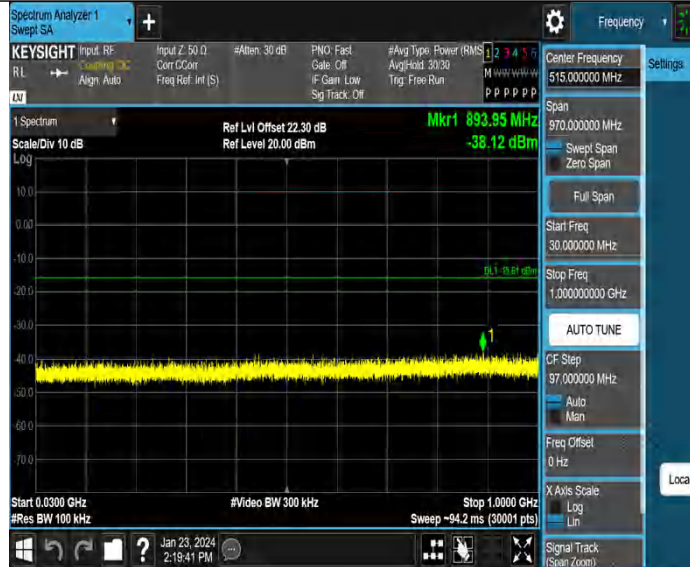 Spectrum Analyzer 1
Swept SA
+
Frequency
KEYSIGHT
RL
Input: RF
Coupling: DC
Align: Auto
Input Z: 50 Ω
Corr CCorr
Freq Ref: Int (S)
#Atten: 30 dB
PNO: Fast
Gate: Off
IF Gain: Low
Sig Track: Off
#Avg Type: Power (RMS
Avg|Hold: 30/30
Trig: Free Run
1 2 3 4 5 6
M W W W W W
P P P P P P
LXI
1 Spectrum
Scale/Div 10 dB
Log
Ref Lvl Offset 22.30 dB
Ref Level 20.00 dBm
Mkr1 893.95 MHz
-38.12 dBm
10.0
0.00
-10.0
-20.0
-30.0
-40.0
-50.0
-60.0
-70.0
1
Start 0.0300 GHz
#Res BW 100 kHz
#Video BW 300 kHz
Stop 1.0000 GHz
Sweep ~94.2 ms (30001 pts)
?
Jan 23, 2024
2:19:41 PM
Center Frequency
515.000000 MHz
Span
970.000000 MHz
Swept Span
Zero Span
Full Span
Start Freq
30.000000 MHz
Stop Freq
1.000000000 GHz
AUTO TUNE
CF Step
97.000000 MHz
Auto
Man
Freq Offset
0 Hz
X Axis Scale
Log
Lin
Signal Track
(Span Zoom)
Settings
Loca